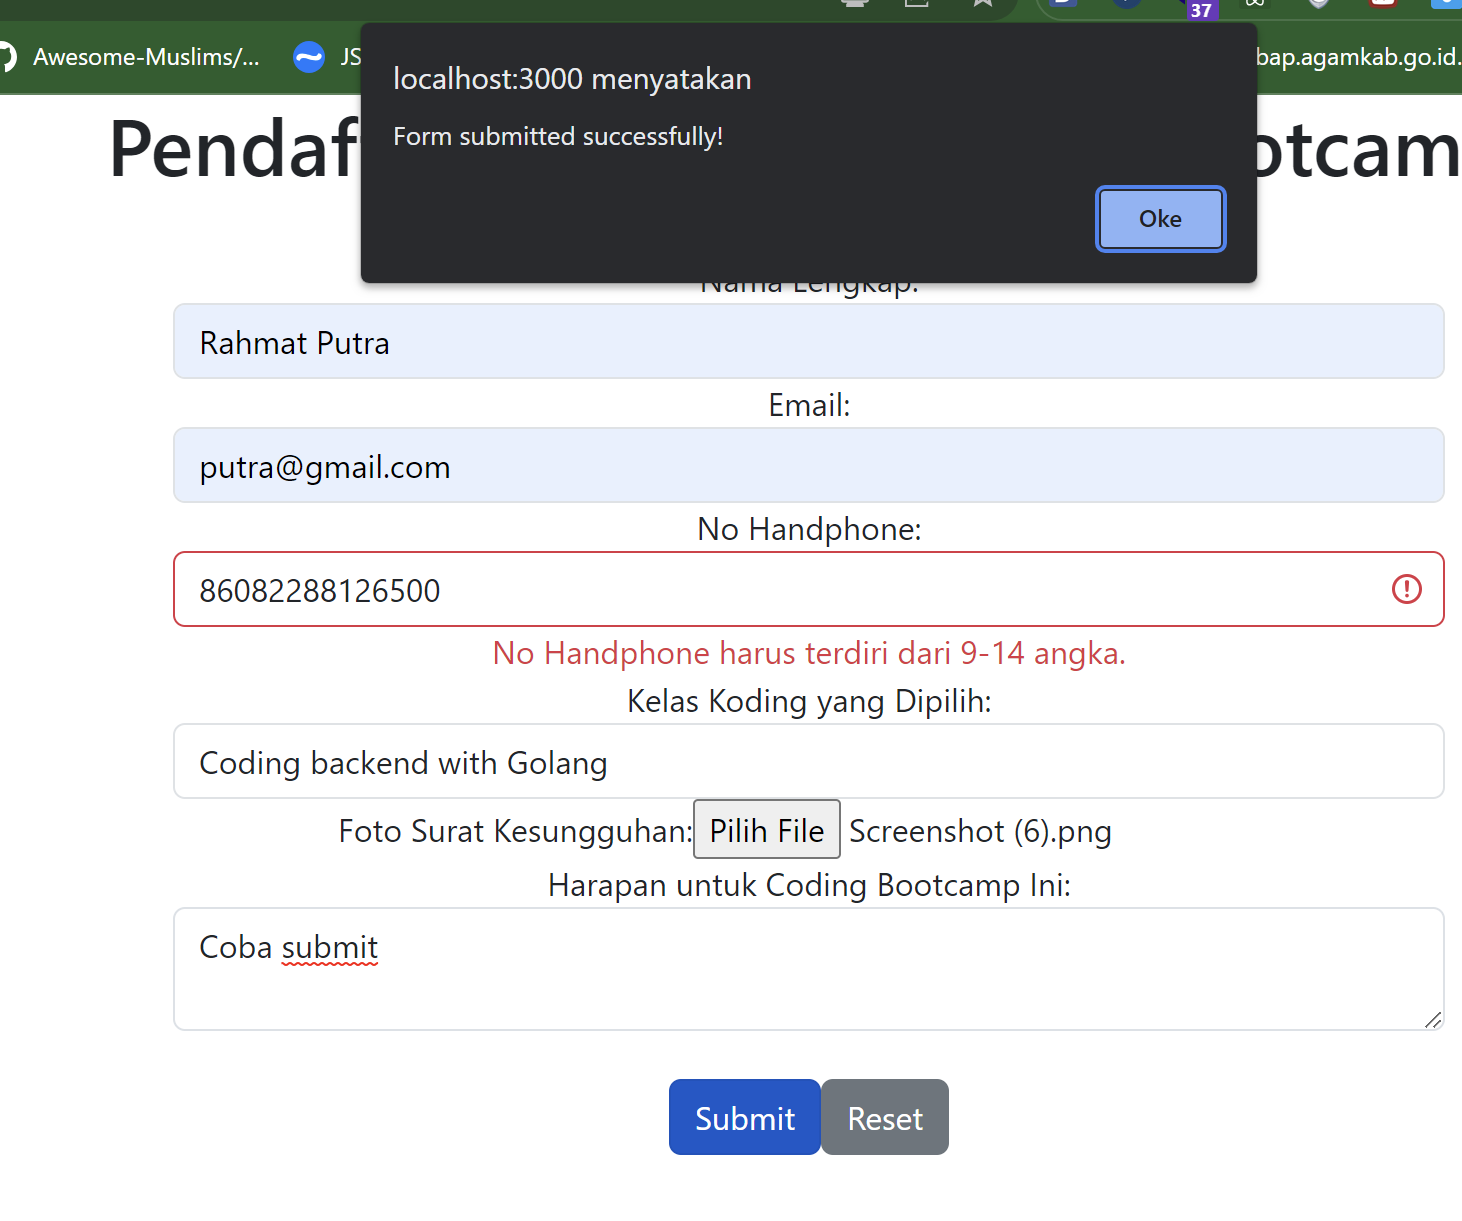 37
Awesome-Muslims/...
JS
bap.agamkab.go.id.
localhost:3000 menyatakan
Form submitted successfully!
Oke
Pendaf
otcam
Nama Lengkap:
Rahmat Putra
Email:
putra@gmail.com
No Handphone:
86082288126500
No Handphone harus terdiri dari 9-14 angka.
Kelas Koding yang Dipilih:
Coding backend with Golang
Foto Surat Kesungguhan: Pilih File Screenshot (6).png
Harapan untuk Coding Bootcamp Ini:
Coba submit
Submit Reset